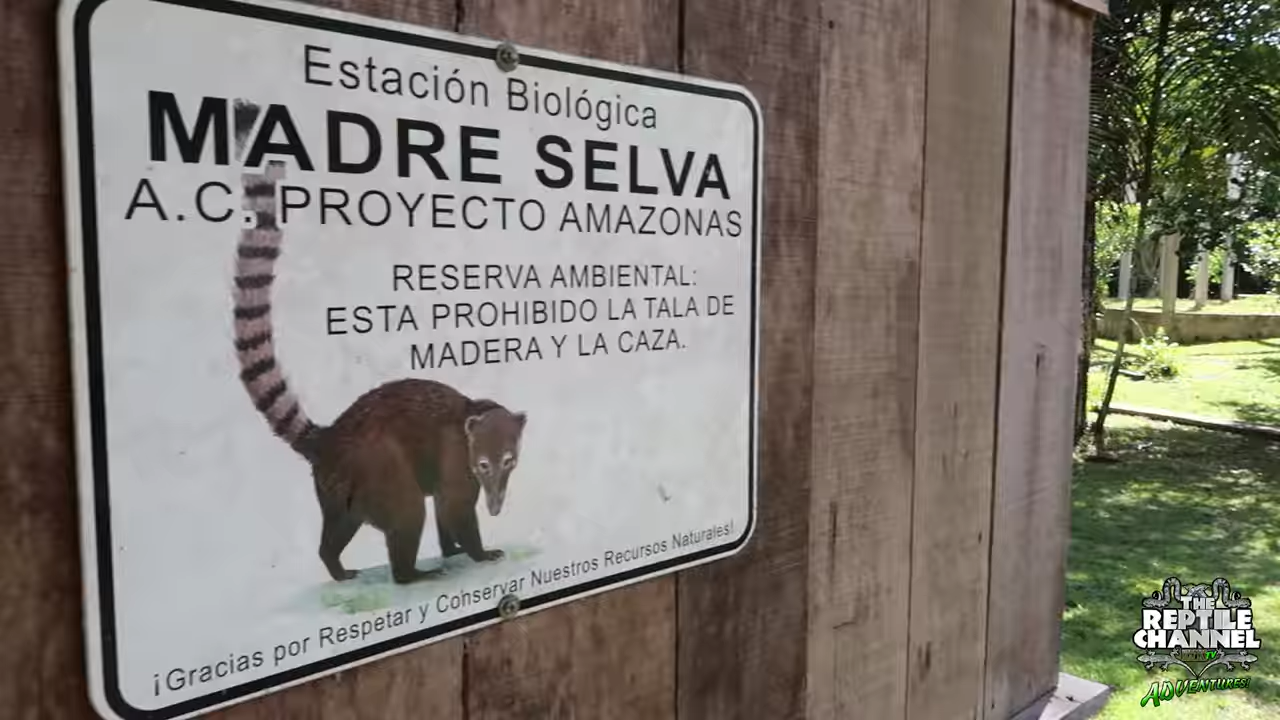 Estación Biológica
MADRE SELVA
A.C. PROYECTO AMAZONAS
RESERVA AMBIENTAL:
ESTA PROHIBIDO LA TALA DE
MADERA Y LA CAZA.
¡Gracias por Respetar y Conservar Nuestros Recursos Naturales!
THE
REPTILE
CHANNEL
ADVENTURES!